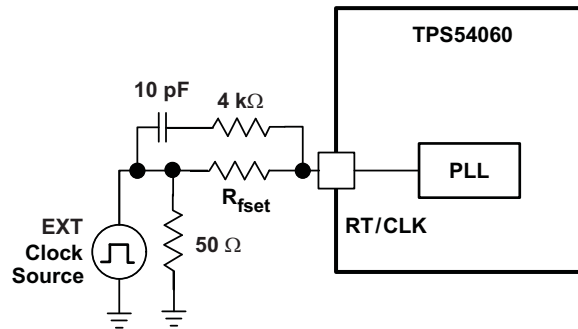 TPS54060
10 pF
4 kΩ
PLL
R_fset
RT/CLK
EXT
Clock
Source
50 Ω